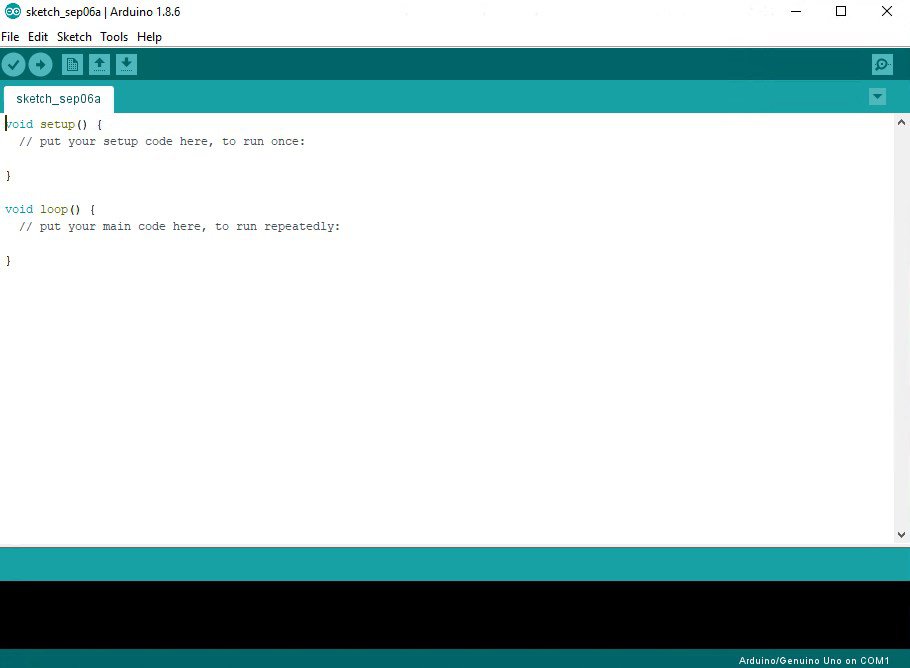 sketch_sep06a | Arduino 1.8.6
File Edit Sketch Tools Help
sketch_sep06a
void setup() {
  // put your setup code here, to run once:
}
void loop() {
  // put your main code here, to run repeatedly:
}
Arduino/Genuino Uno on COM1